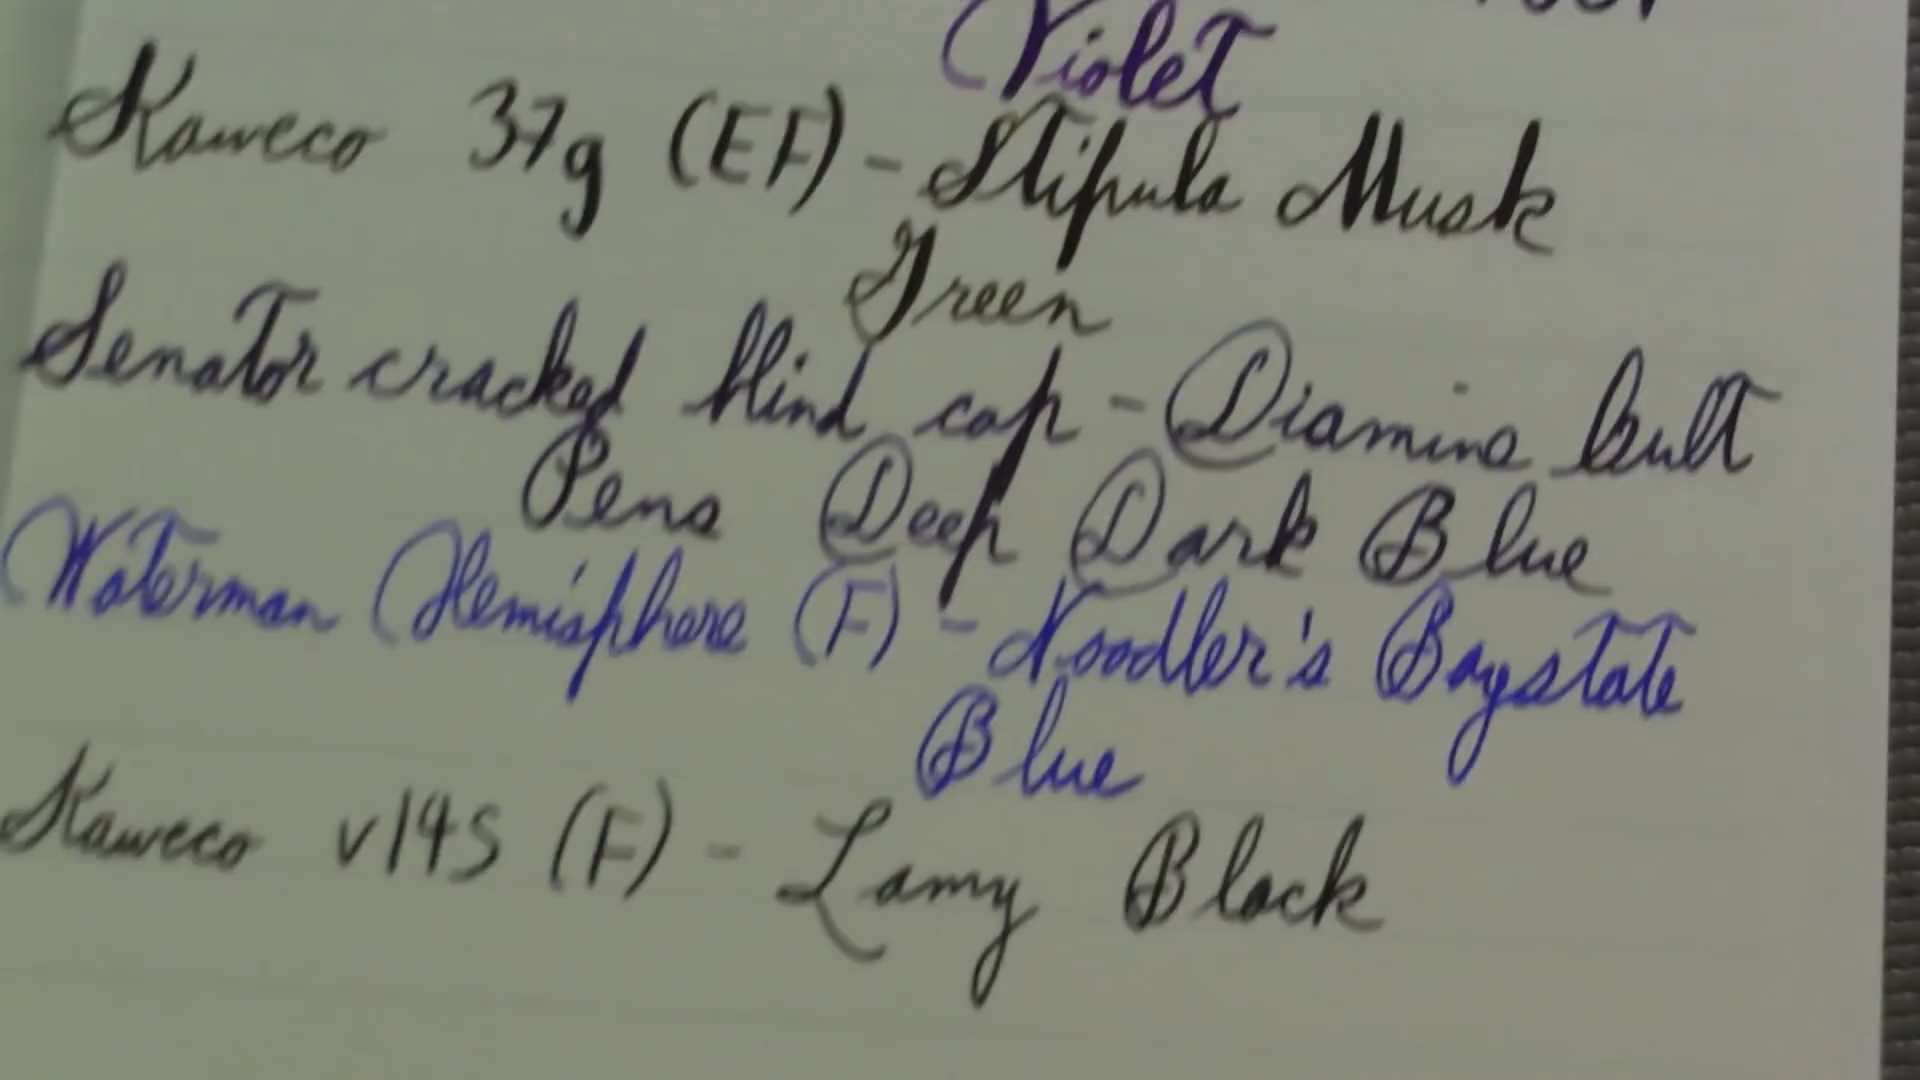 Violet
Kaweco 37g (EF) - Stipula Musk
Green
Senator cracked blind cap - Diamine Cult
Pens Deep Dark Blue
Waterman Hemisphere (F) - Noodler's Baystate
Blue
Kaweco v14S (F) - Lamy Black